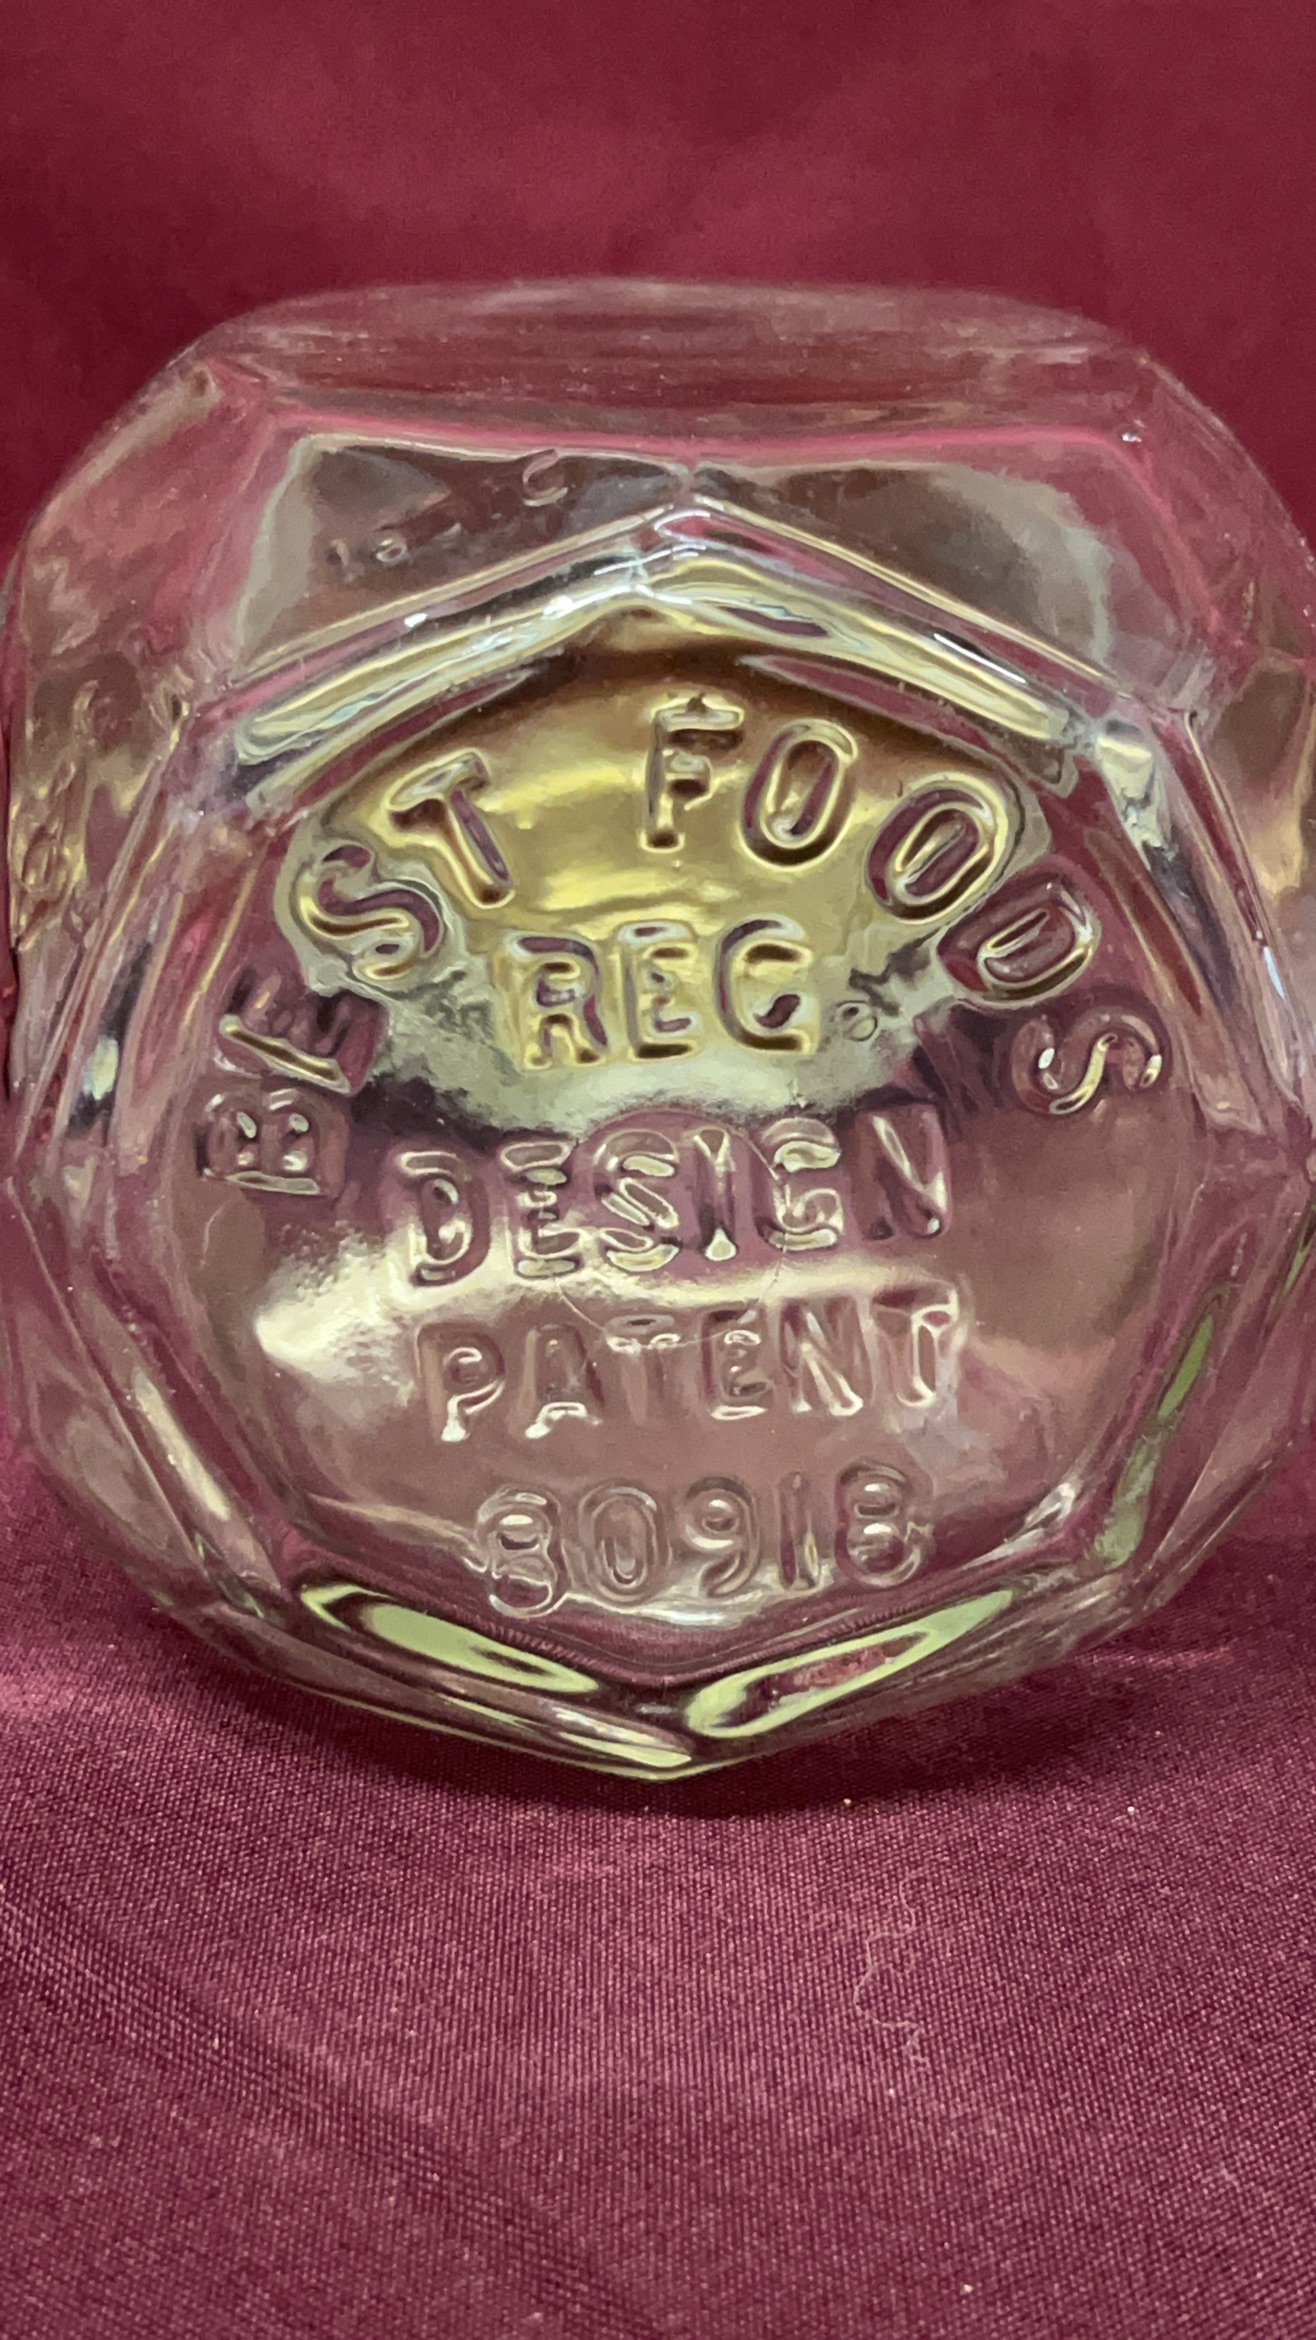 BEST FOODS
REG.
DESIGN
PATENT
80918